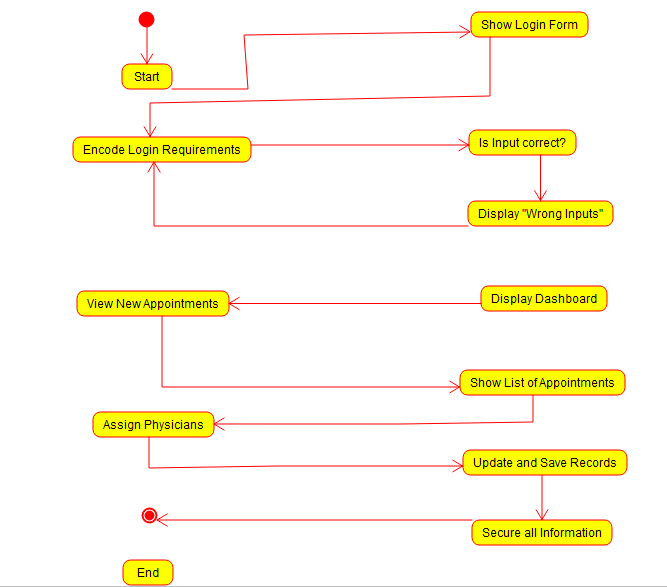 Show Login Form
Start
Encode Login Requirements
Is Input correct?
Display "Wrong Inputs"
View New Appointments
Display Dashboard
Show List of Appointments
Assign Physicians
Update and Save Records
Secure all Information
End